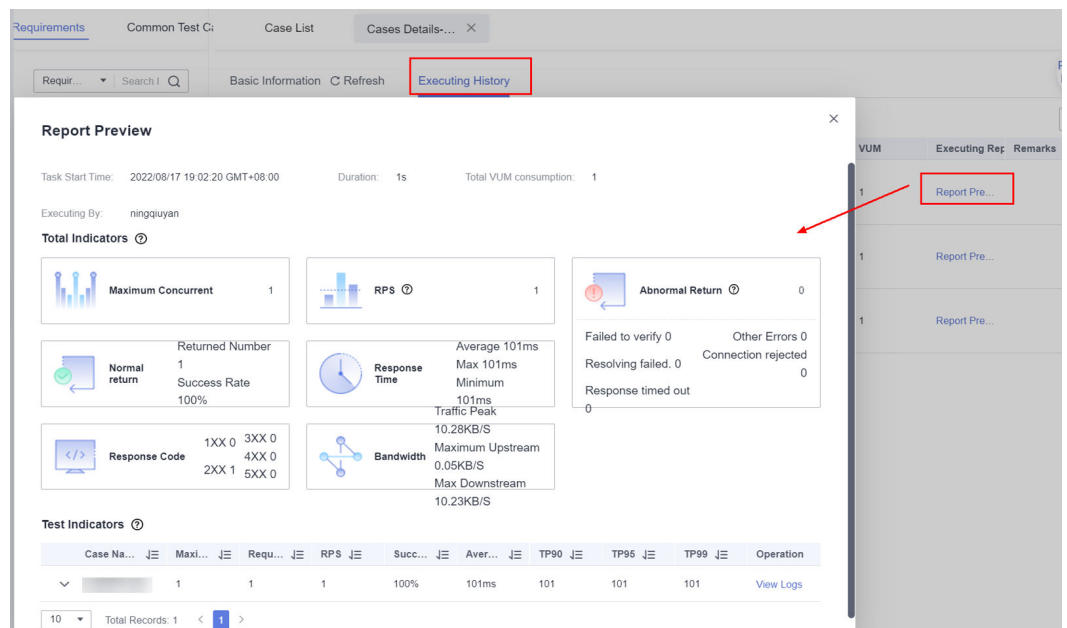 Requirements Common Test Ca Case List Cases Details-... ×
Requir... Search I Basic Information Refresh Executing History
Report Preview
VUM Executing Rep Remarks
Task Start Time: 2022/08/17 19:02:20 GMT+08:00 Duration: 1s Total VUM consumption: 1
1 Report Pre...
Executing By: ningqiuyan
Total Indicators
1 Report Pre...
Maximum Concurrent 1
RPS 1
Abnormal Return 0
1 Report Pre...
Failed to verify 0 Other Errors 0
Resolving failed. 0 Connection rejected
0
Response timed out
0
Normal
return
Returned Number
1
Success Rate
100%
Response
Time
Average 101ms
Max 101ms
Minimum
101ms
Response Code
1XX 0
2XX 1
3XX 0
4XX 0
5XX 0
Bandwidth
Traffic Peak
10.28KB/S
Maximum Upstream
0.05KB/S
Max Downstream
10.23KB/S
Test Indicators
Case Na... Maxi... Requ... RPS Succ... Aver... TP90 TP95 TP99 Operation
1 1 1 100% 101ms 101 101 101 View Logs
10 Total Records: 1 < 1 >